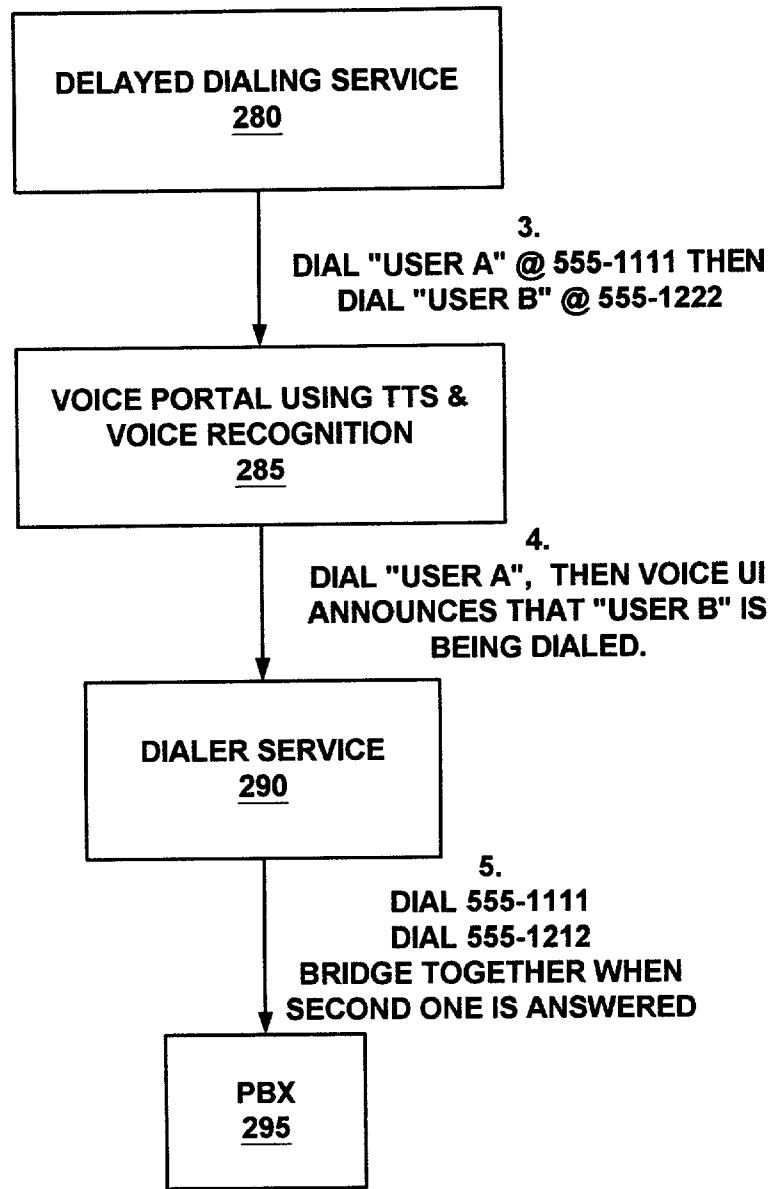 DELAYED DIALING SERVICE
280
3.
DIAL "USER A" @ 555-1111 THEN
DIAL "USER B" @ 555-1222
VOICE PORTAL USING TTS &
VOICE RECOGNITION
285
4.
DIAL "USER A", THEN VOICE UI
ANNOUNCES THAT "USER B" IS
BEING DIALED.
DIALER SERVICE
290
5.
DIAL 555-1111
DIAL 555-1212
BRIDGE TOGETHER WHEN
SECOND ONE IS ANSWERED
PBX
295